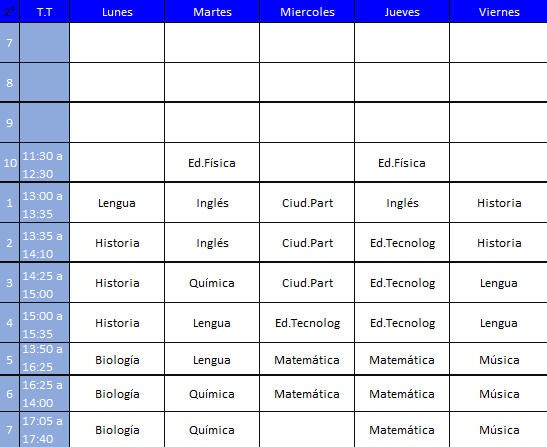 2° T.T Lunes Martes Miercoles Jueves Viernes
7
8
9
10 11:30 a 12:30 Ed.Física Ed.Física
1 13:00 a 13:35 Lengua Inglés Ciud.Part Inglés Historia
2 13:35 a 14:10 Historia Inglés Ciud.Part Ed.Tecnolog Historia
3 14:25 a 15:00 Historia Química Ciud.Part Ed.Tecnolog Lengua
4 15:00 a 15:35 Historia Lengua Ed.Tecnolog Ed.Tecnolog Lengua
5 13:50 a 16:25 Biología Lengua Matemática Matemática Música
6 16:25 a 14:00 Biología Química Matemática Matemática Música
7 17:05 a 17:40 Biología Química Matemática Música